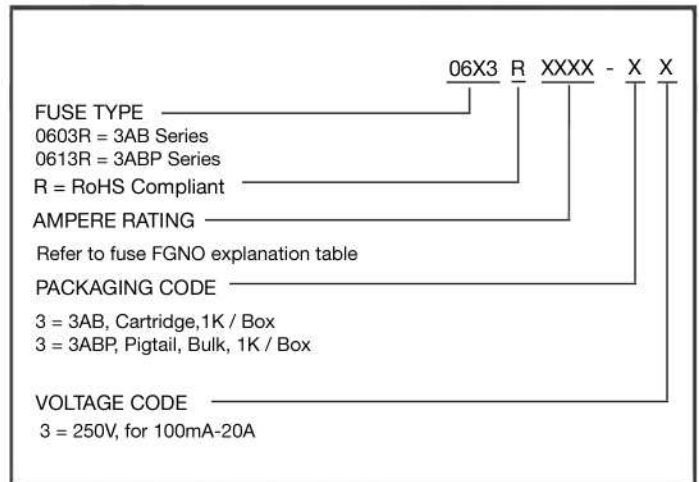 06X3 R XXXX - X X
FUSE TYPE
0603R = 3AB Series
0613R = 3ABP Series
R = RoHS Compliant
AMPERE RATING
Refer to fuse FGNO explanation table
PACKAGING CODE
3 = 3AB, Cartridge,1K / Box
3 = 3ABP, Pigtail, Bulk, 1K / Box
VOLTAGE CODE
3 = 250V, for 100mA-20A